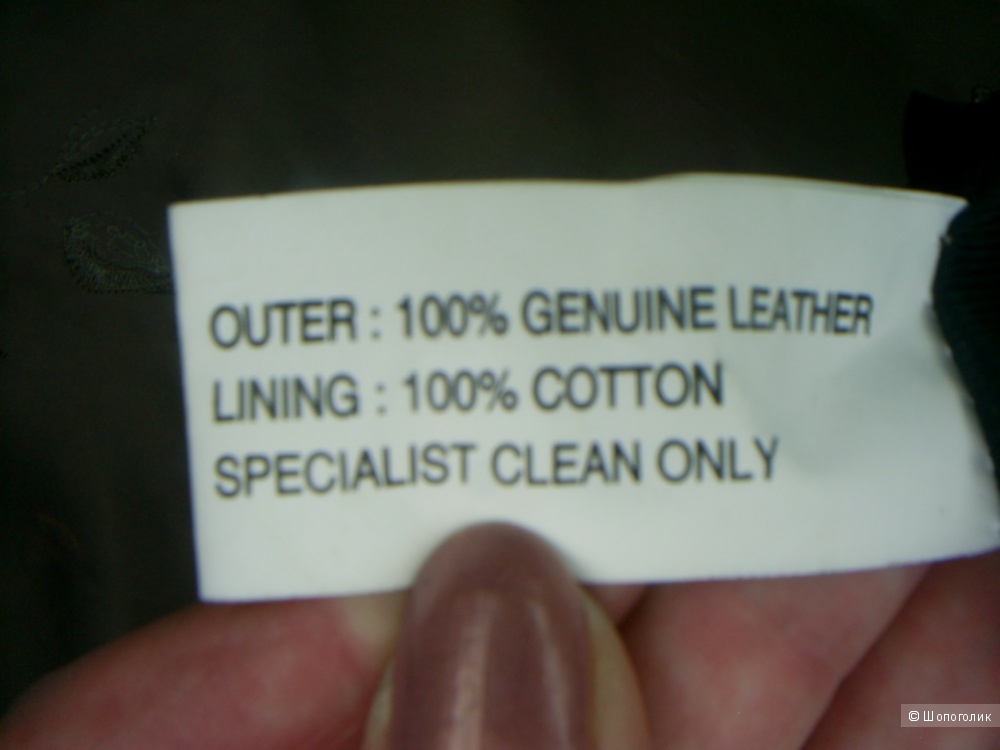 OUTER : 100% GENUINE LEATHER
LINING : 100% COTTON
SPECIALIST CLEAN ONLY
© Шопоголик